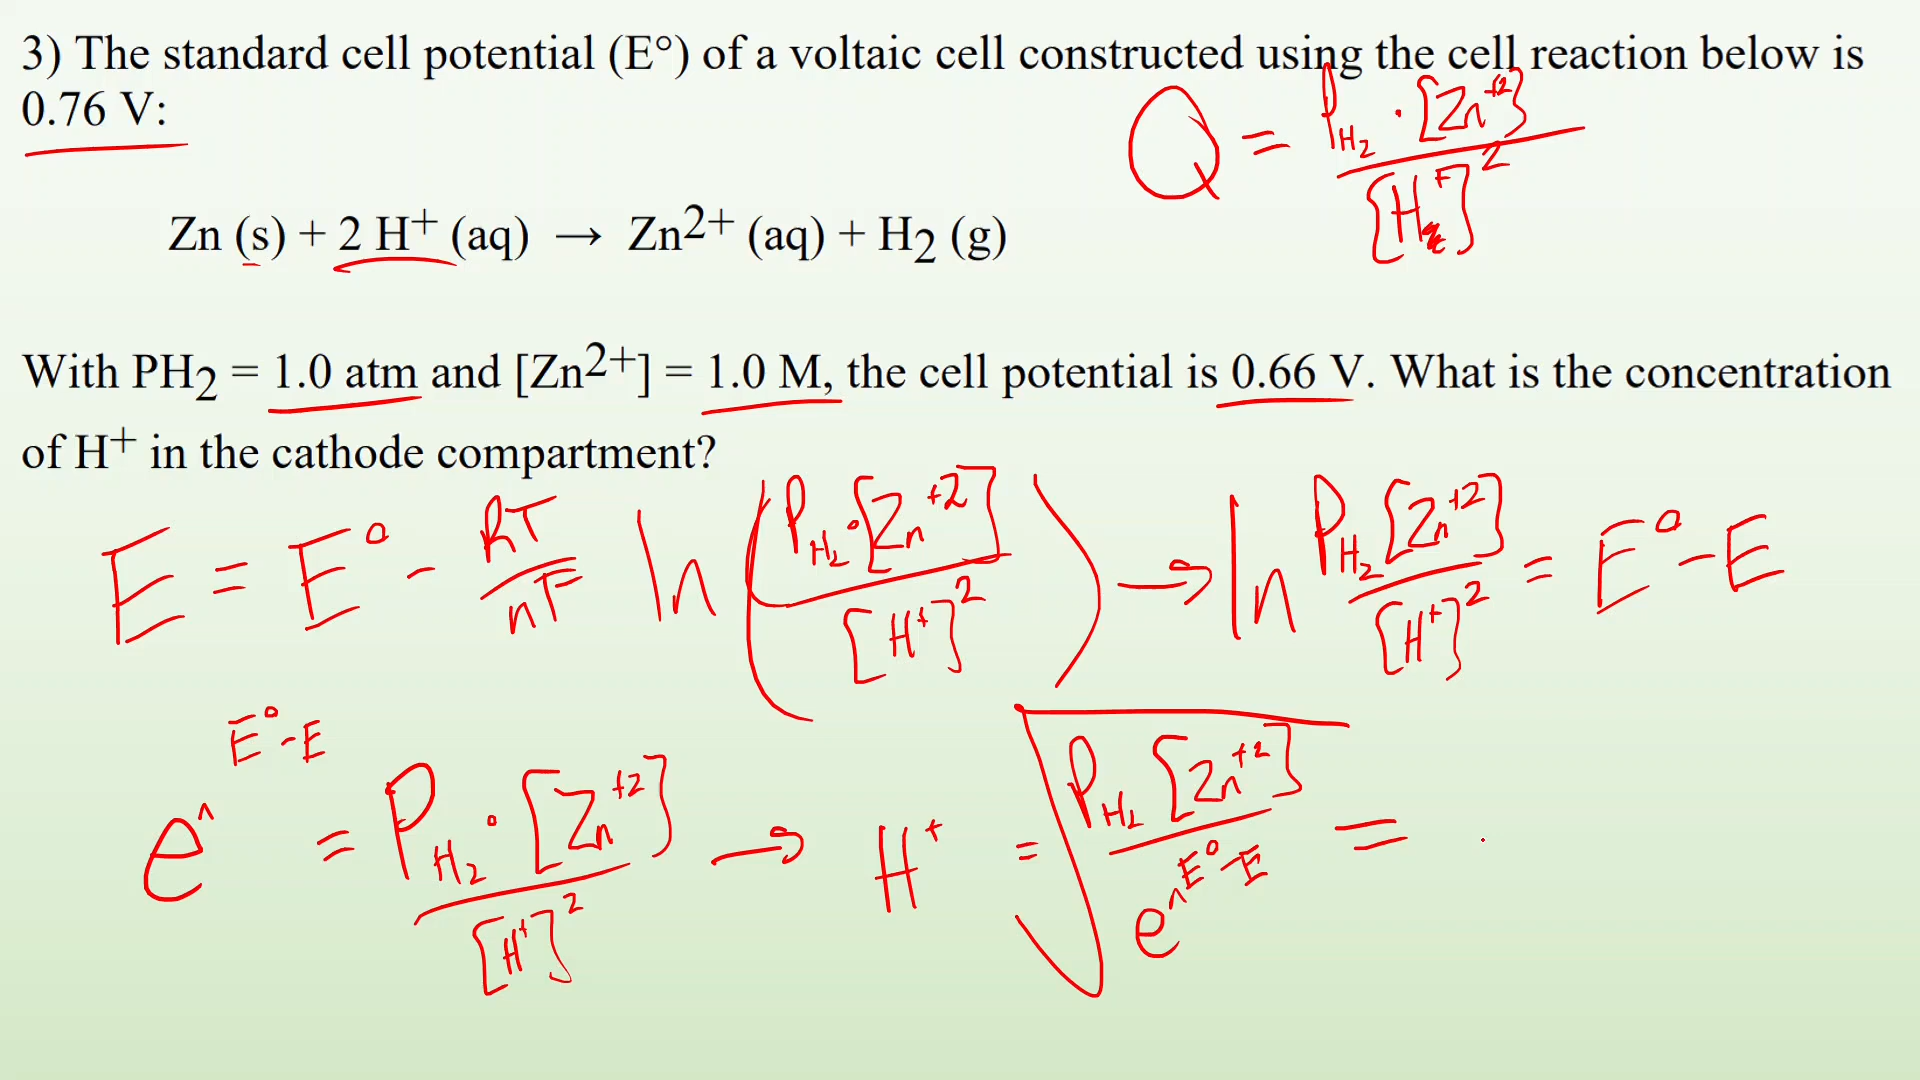 3) The standard cell potential (E°) of a voltaic cell constructed using the cell reaction below is
0.76 V:
Q = P_H₂ · [Zn⁺²] / [H⁺]²
Zn (s) + 2 H⁺ (aq) → Zn²⁺ (aq) + H₂ (g)
With PH₂ = 1.0 atm and [Zn²⁺] = 1.0 M, the cell potential is 0.66 V. What is the concentration
of H⁺ in the cathode compartment?
E = E° - RT/nF ln(P_H₂ · [Zn⁺²] / [H⁺]²) → ln P_H₂ [Zn⁺²] / [H⁺]² = E° - E
e^E°-E = P_H₂ · [Zn⁺²] / [H⁺]² → H⁺ = √(P_H₂ [Zn⁺²] / e^E°-E) =